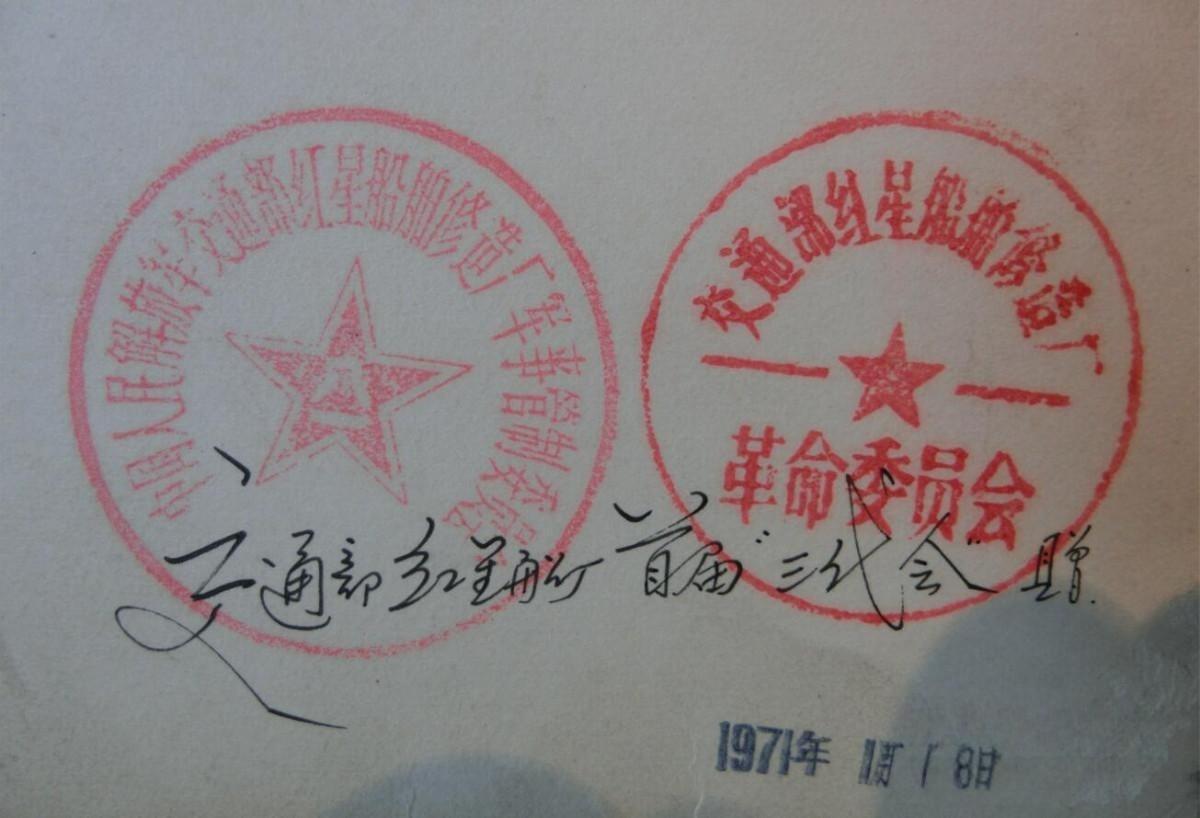 中国人民解放军交通部红星船舶修造厂军事管制委员会
八一
交通部红星船舶修造厂
革命委员会
交通部红星船厂首届"三代会"赠.
1971年 1月 18日